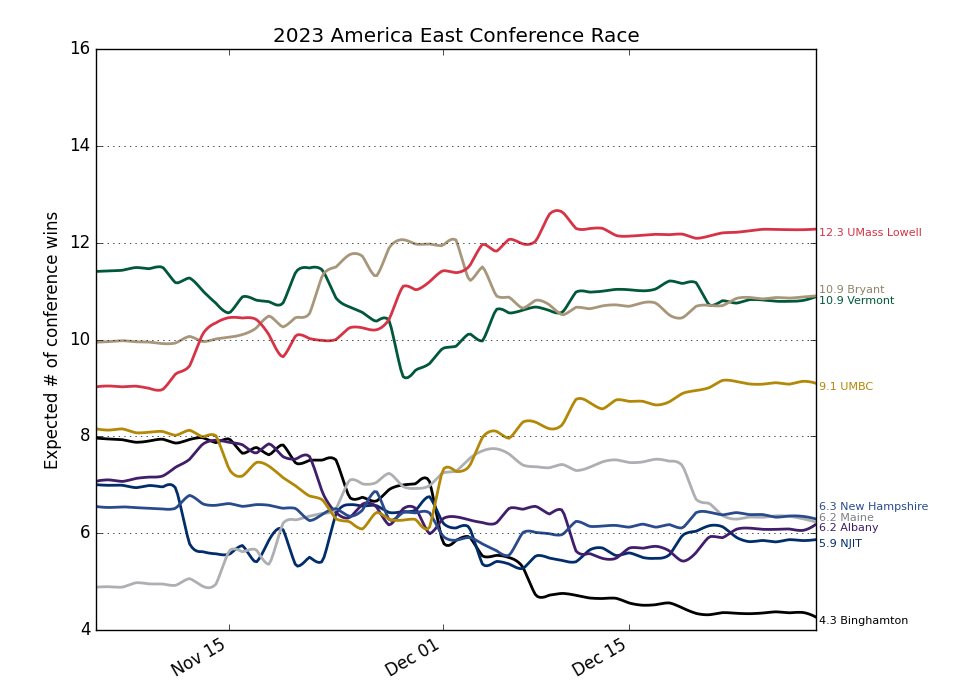 2023 America East Conference Race
Expected # of conference wins
16
14
12
10
8
6
4
Nov 15
Dec 01
Dec 15
12.3 UMass Lowell
10.9 Bryant
10.9 Vermont
9.1 UMBC
6.3 New Hampshire
6.2 Maine
6.2 Albany
5.9 NJIT
4.3 Binghamton